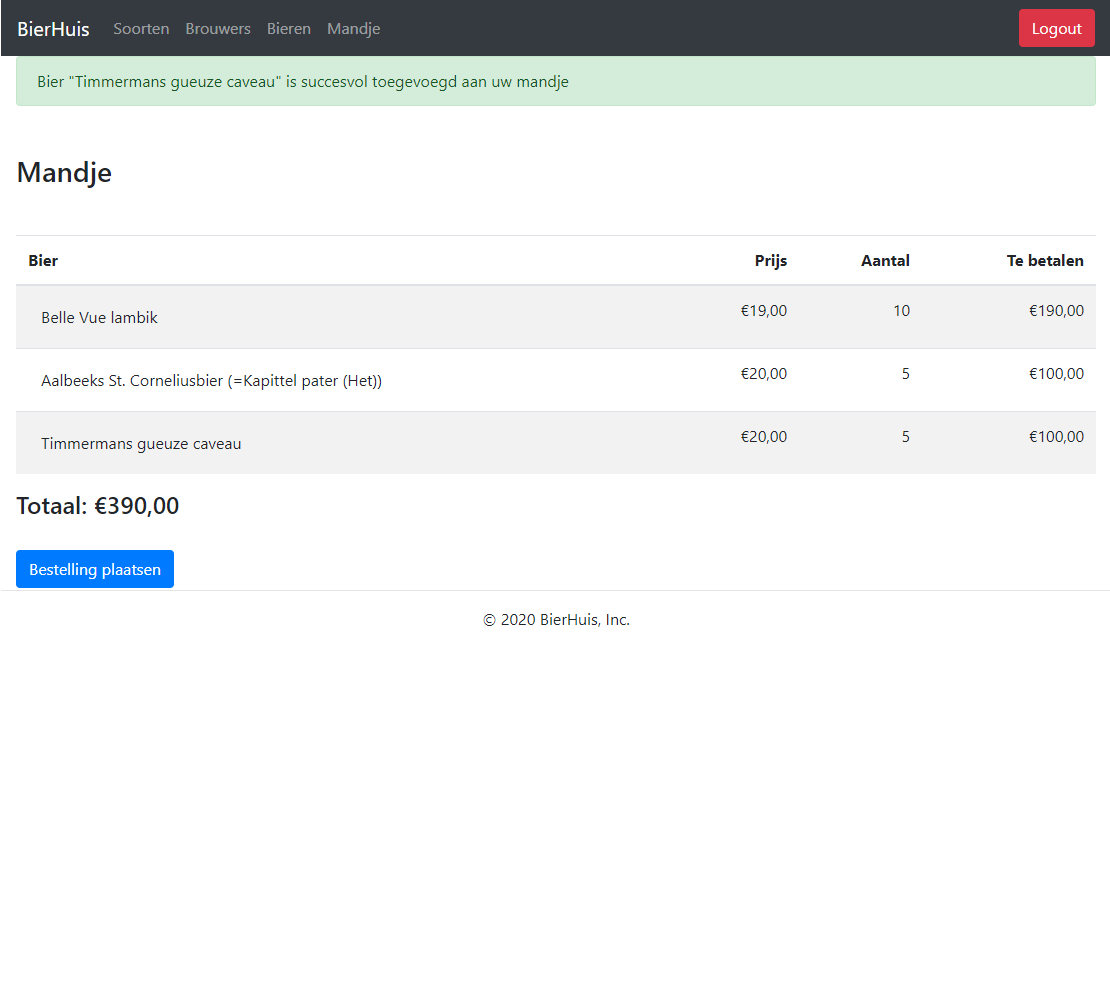 BierHuis Soorten Brouwers Bieren Mandje Logout
Bier "Timmermans gueuze caveau" is succesvol toegevoegd aan uw mandje
Mandje
Bier Prijs Aantal Te betalen
Belle Vue lambik €19,00 10 €190,00
Aalbeeks St. Corneliusbier (=Kapittel pater (Het)) €20,00 5 €100,00
Timmermans gueuze caveau €20,00 5 €100,00
Totaal: €390,00
Bestelling plaatsen
© 2020 BierHuis, Inc.